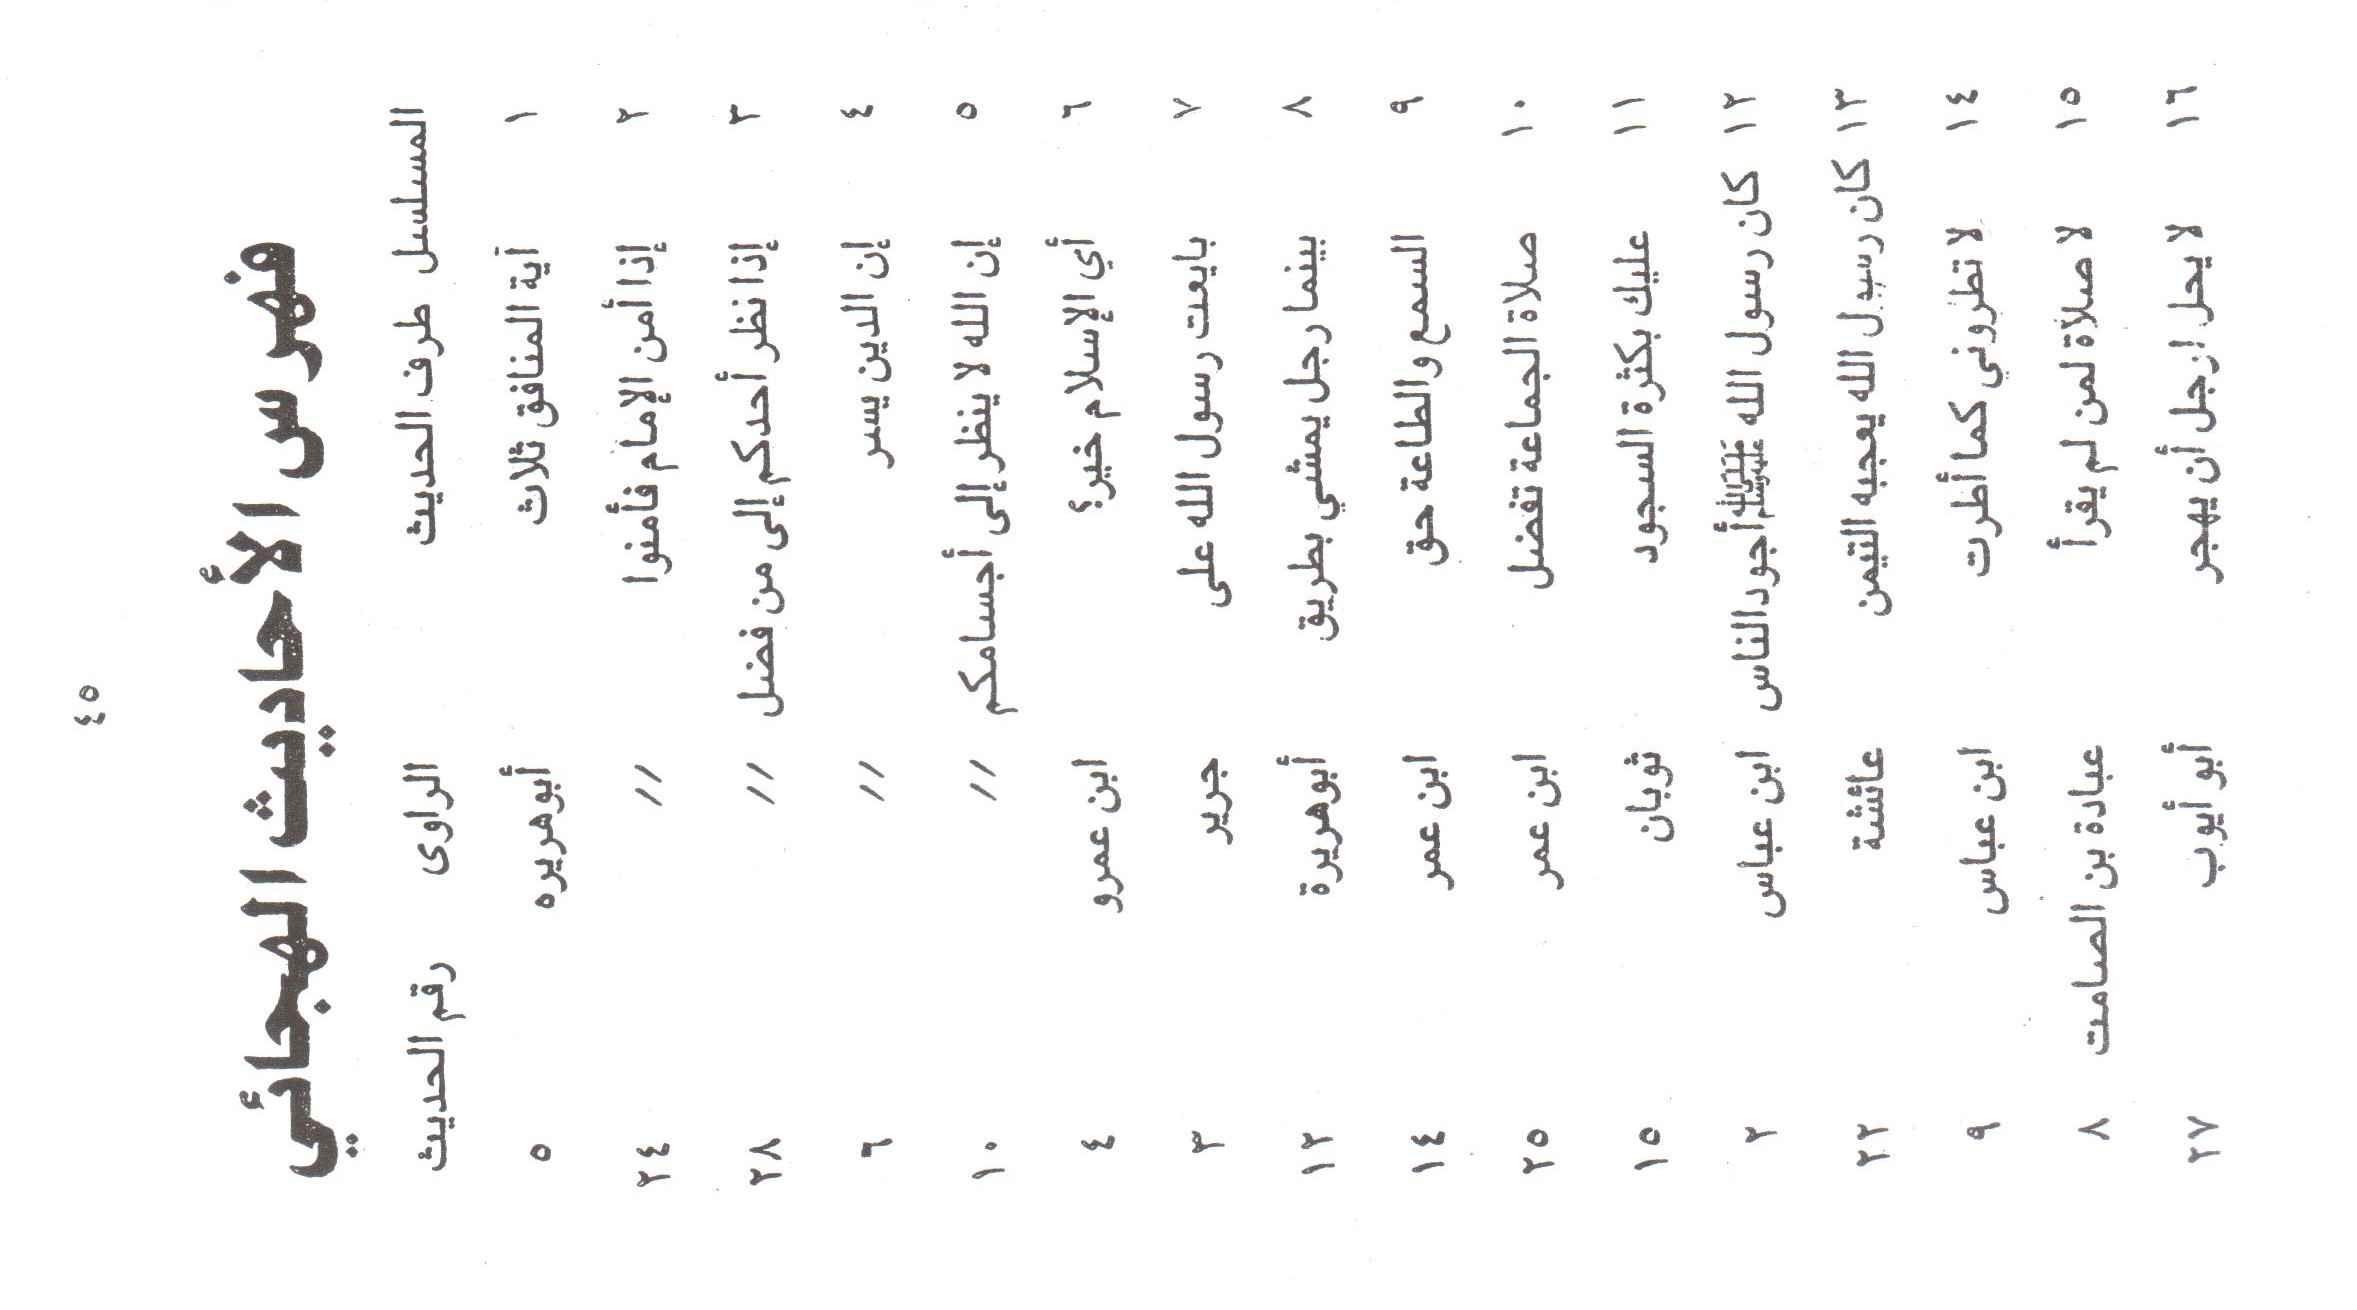 ٤٥
فهرس الأحاديث الهجائي
المسلسل طرف الحديث الراوى رقم الحديث
١ آية المنافق ثلاث أبوهريره ٥
٢ إذا أمن الإمام فأمنوا // ٢٤
٣ إذا نظر أحدكم إلى من فضل // ٢٨
٤ إن الدين يسر // ٦
٥ إن الله لا ينظر إلى أجسامكم // ١٠
٦ أي الإسلام خير؟ ابن عمرو ٤
٧ بايعت رسول الله على جرير ٣
٨ بينما رجل يمشي بطريق أبوهريرة ١٢
٩ السمع والطاعة حق ابن عمر ١٤
١٠ صلاة الجماعة تفضل ابن عمر ٢٥
١١ عليك بكثرة السجود ثوبان ١٥
١٢ كان رسول الله ﷺ أجودالناس ابن عباس ٢
١٣ كان رسول الله يعجبه التيمن عائشة ٢٢
١٤ لا تطروني كما أطرت ابن عباس ٩
١٥ لا صلاة لمن لم يقرأ عبادة بن الصامت ٨
١٦ لا يحل لرجل أن يهجر أبو أيوب ٢٧